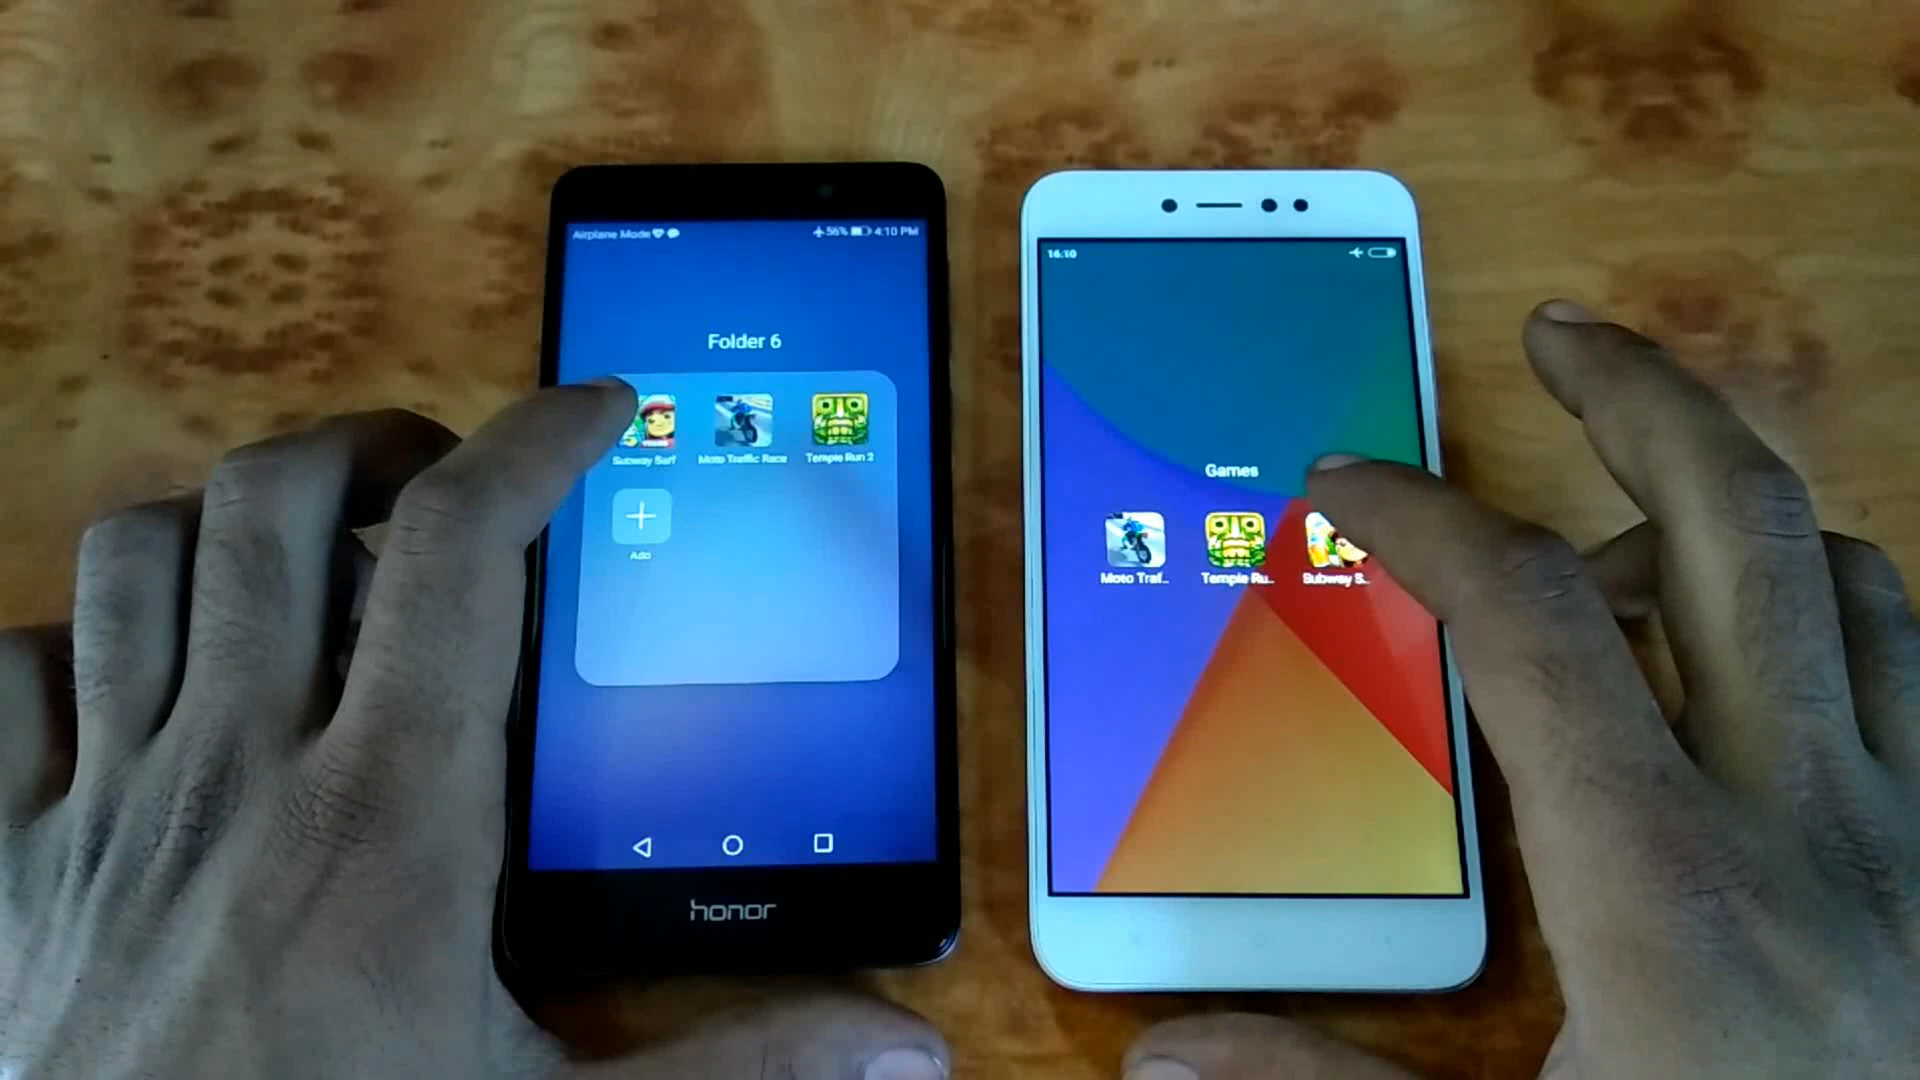 Airplane Mode 56% 4:10 PM
Folder 6
Subway Surf Moto Traffic Race Temple Run 2
Add
honor
16:10
Games
Moto Traf.. Temple Ru.. Subway S..